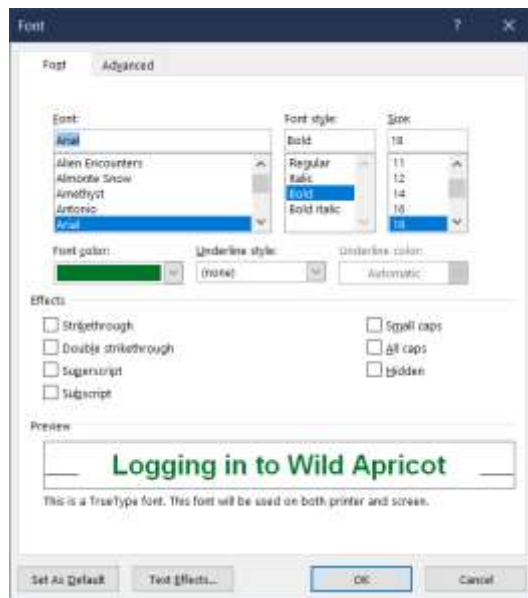 Font ? ×
Font Advanced
Font: Font style: Size:
Arial Bold 18
Alien Encounters Regular 11
Almonte Snow Italic 12
Amethyst Bold 14
Antonio Bold Italic 16
Arial 18
Font color: Underline style: Underline color:
(none) Automatic
Effects
Strikethrough Small caps
Double strikethrough All caps
Superscript Hidden
Subscript
Preview
Logging in to Wild Apricot
This is a TrueType font. This font will be used on both printer and screen.
Set As Default Text Effects... OK Cancel